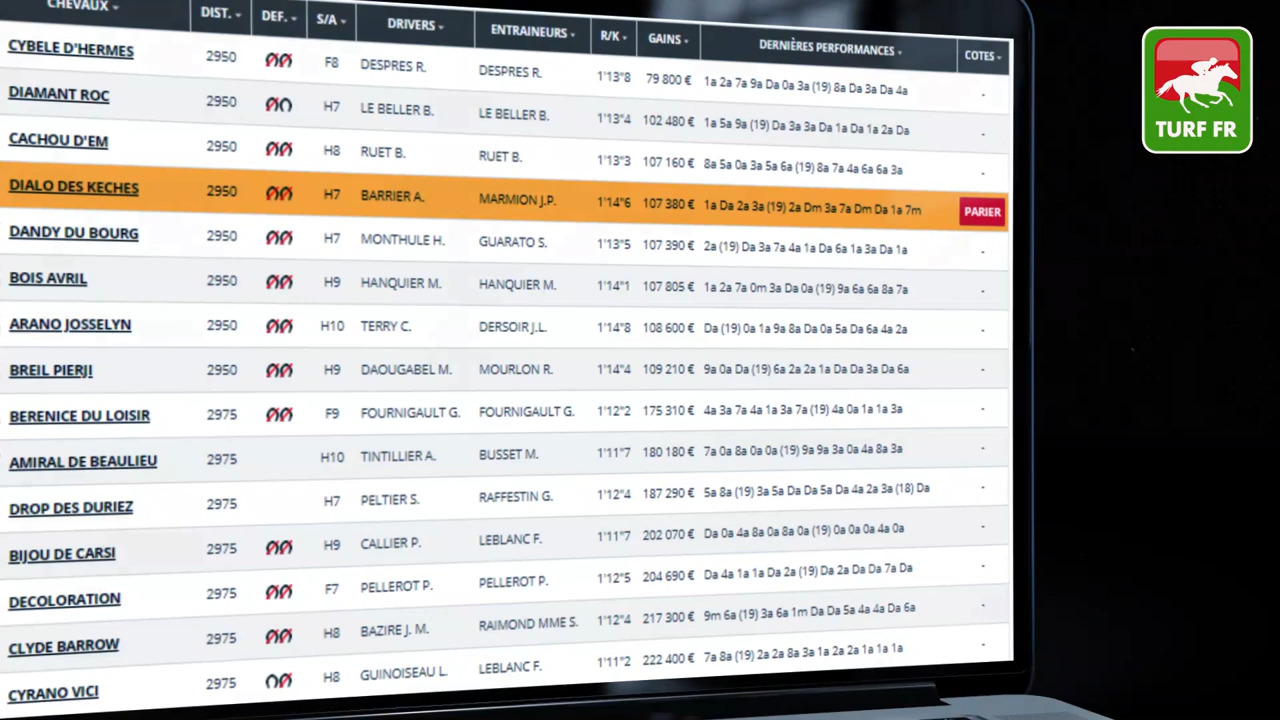 CHEVAUX DIST. DEF. S/A DRIVERS ENTRAINEURS R/K GAINS DERNIÈRES PERFORMANCES COTES
CYBELE D'HERMES 2950 F8 DESPRES R. DESPRES R. 1'13"8 79 800 € 1a 2a 7a 9a Da 0a 3a (19) 8a Da 3a Da 4a -
DIAMANT ROC 2950 H7 LE BELLER B. LE BELLER B. 1'13"4 102 480 € 1a 5a 9a (19) Da 3a 3a Da 1a Da 1a 2a Da -
CACHOU D'EM 2950 H8 RUET B. RUET B. 1'13"3 107 160 € 8a 5a 0a 3a 5a 6a (19) 8a 7a 4a 6a 6a 3a -
DIALO DES KECHES 2950 H7 BARRIER A. MARMION J.P. 1'14"6 107 380 € 1a Da 2a 3a (19) 2a Dm 3a 7a Dm Da 1a 7m PARIER
DANDY DU BOURG 2950 H7 MONTHULE H. GUARATO S. 1'13"5 107 390 € 2a (19) Da 3a 7a 4a 1a Da 6a 1a 3a Da 1a -
BOIS AVRIL 2950 H9 HANQUIER M. HANQUIER M. 1'14"1 107 805 € 1a 2a 7a 0m 3a Da 0a (19) 9a 6a 6a 8a 7a -
ARANO JOSSELYN 2950 H10 TERRY C. DERSOIR J.L. 1'14"8 108 600 € Da (19) 0a 1a 9a 8a Da 0a 5a Da 6a 4a 2a -
BREIL PIERJI 2950 H9 DAOUGABEL M. MOURLON R. 1'14"4 109 210 € 9a 0a Da (19) 6a 2a 2a 1a Da Da 3a Da 6a -
BERENICE DU LOISIR 2975 F9 FOURNIGAULT G. FOURNIGAULT G. 1'12"2 175 310 € 4a 3a 7a 4a 1a 3a 7a (19) 4a 0a 1a 1a 3a -
AMIRAL DE BEAULIEU 2975 H10 TINTILLIER A. BUSSET M. 1'11"7 180 180 € 7a 0a 8a 0a 0a (19) 9a 9a 3a 0a 4a 8a 3a -
DROP DES DURIEZ 2975 H7 PELTIER S. RAFFESTIN G. 1'12"4 187 290 € 5a 8a (19) 3a 5a Da Da 5a Da 4a 2a 3a (18) Da -
BIJOU DE CARSI 2975 H9 CALLIER P. LEBLANC F. 1'11"7 202 070 € Da 0a 4a 8a 0a 8a 0a (19) 0a 0a 0a 4a 0a -
DECOLORATION 2975 F7 PELLEROT P. PELLEROT P. 1'12"5 204 690 € Da 4a 1a 1a Da 2a (19) Da 2a Da Da 7a Da -
CLYDE BARROW 2975 H8 BAZIRE J. M. RAIMOND MME S. 1'12"4 217 300 € 9m 6a (19) 3a 6a 1m Da Da 5a 4a 4a Da 6a -
CYRANO VICI 2975 H8 GUINOISEAU L. LEBLANC F. 1'11"2 222 400 € 7a 8a (19) 2a 2a 8a 3a 1a 2a 2a 1a 1a 1a -
TURF FR